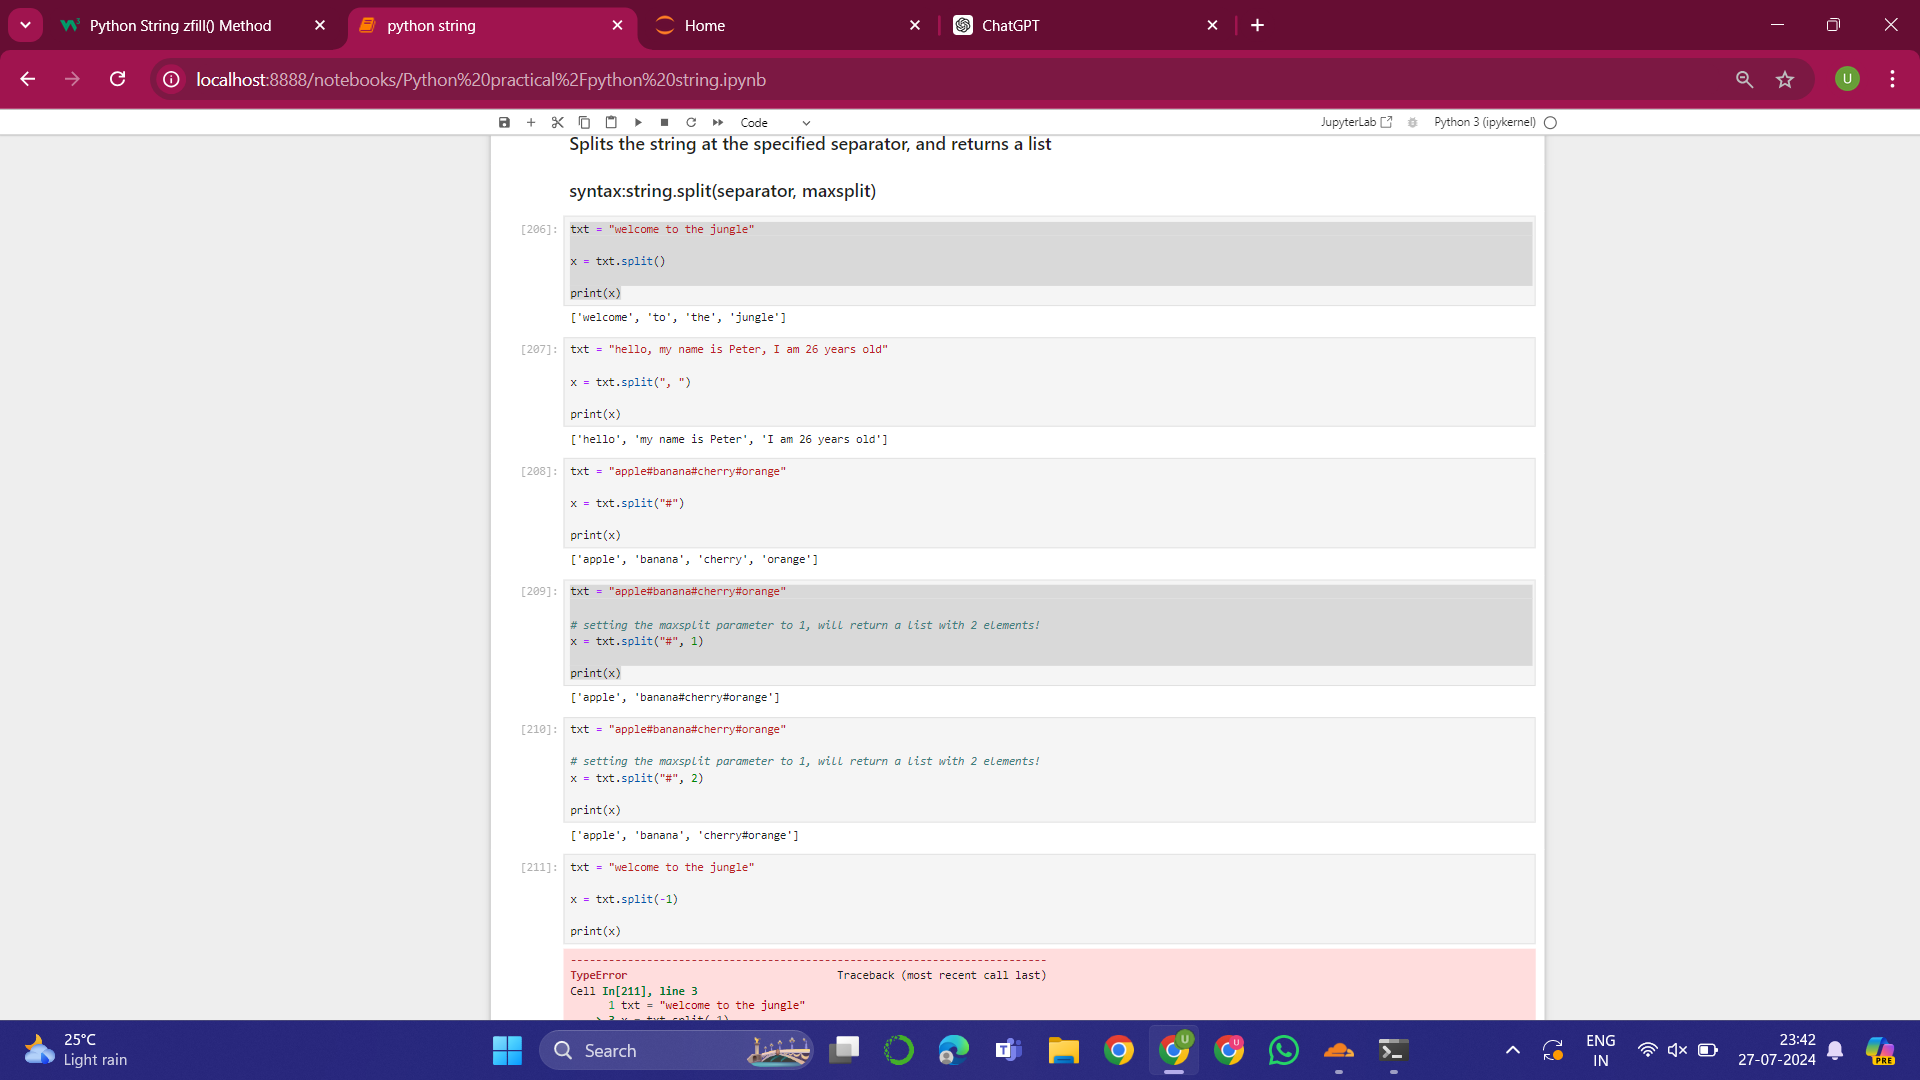 Python String zfill() Method
python string
Home
ChatGPT
localhost:8888/notebooks/Python%20practical%2Fpython%20string.ipynb
U
Code
JupyterLab
Python 3 (ipykernel)
Splits the string at the specified separator, and returns a list
syntax:string.split(separator, maxsplit)
[206]: txt = "welcome to the jungle"
x = txt.split()
print(x)
['welcome', 'to', 'the', 'jungle']
[207]: txt = "hello, my name is Peter, I am 26 years old"
x = txt.split(", ")
print(x)
['hello', 'my name is Peter', 'I am 26 years old']
[208]: txt = "apple#banana#cherry#orange"
x = txt.split("#")
print(x)
['apple', 'banana', 'cherry', 'orange']
[209]: txt = "apple#banana#cherry#orange"
# setting the maxsplit parameter to 1, will return a list with 2 elements!
x = txt.split("#", 1)
print(x)
['apple', 'banana#cherry#orange']
[210]: txt = "apple#banana#cherry#orange"
# setting the maxsplit parameter to 1, will return a list with 2 elements!
x = txt.split("#", 2)
print(x)
['apple', 'banana', 'cherry#orange']
[211]: txt = "welcome to the jungle"
x = txt.split(-1)
print(x)
---------------------------------------------------------------------------
TypeError Traceback (most recent call last)
Cell In[211], line 3
1 txt = "welcome to the jungle"
> 3 x = txt.split(-1)
25°C
Light rain
Search
U
U
ENG
IN
23:42
27-07-2024
PRE